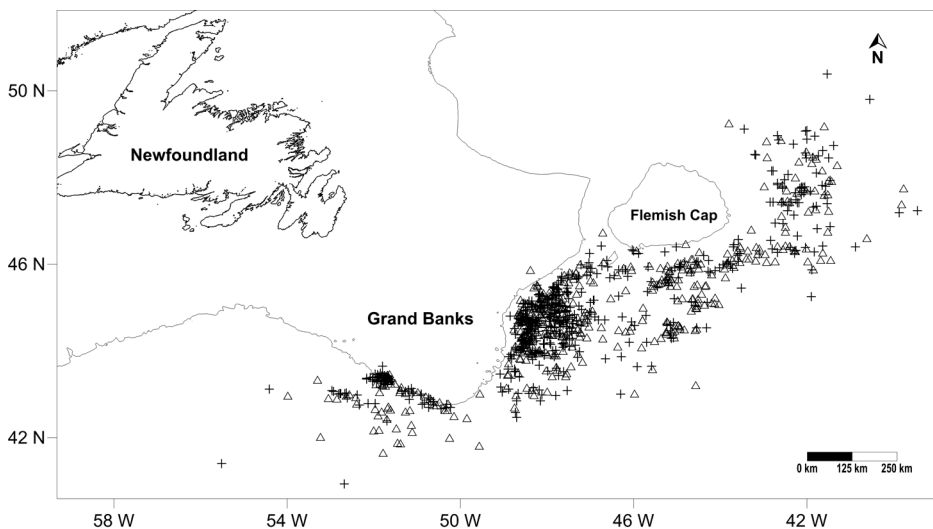 50 N
N
Newfoundland
Flemish Cap
46 N
Grand Banks
42 N
0 km 125 km 250 km
58 W 54 W 50 W 46 W 42 W